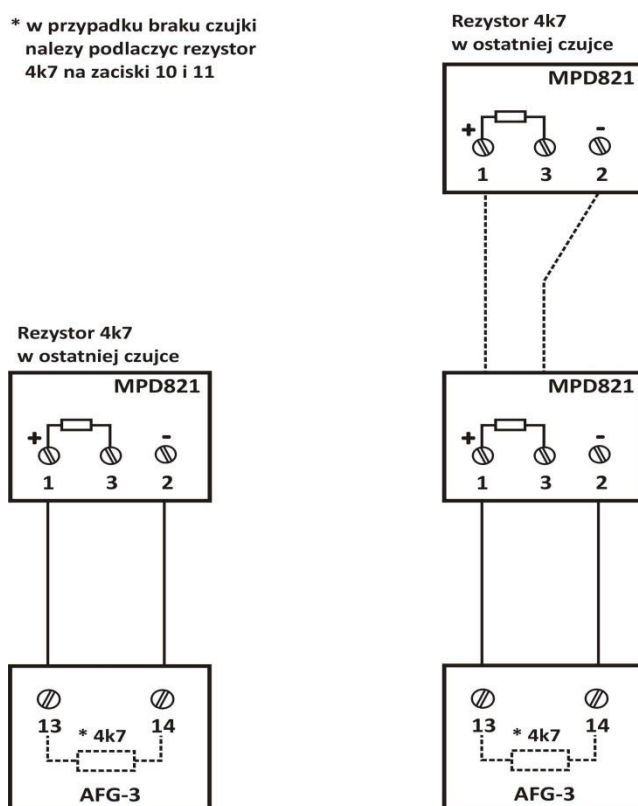 * w przypadku braku czujki
nalezy podlaczyc rezystor
4k7 na zaciski 10 i 11
Rezystor 4k7
w ostatniej czujce
MPD821
+ -
1 3 2
Rezystor 4k7
w ostatniej czujce
MPD821
+ -
1 3 2
MPD821
+ -
1 3 2
13 * 4k7 14
AFG-3
13 * 4k7 14
AFG-3